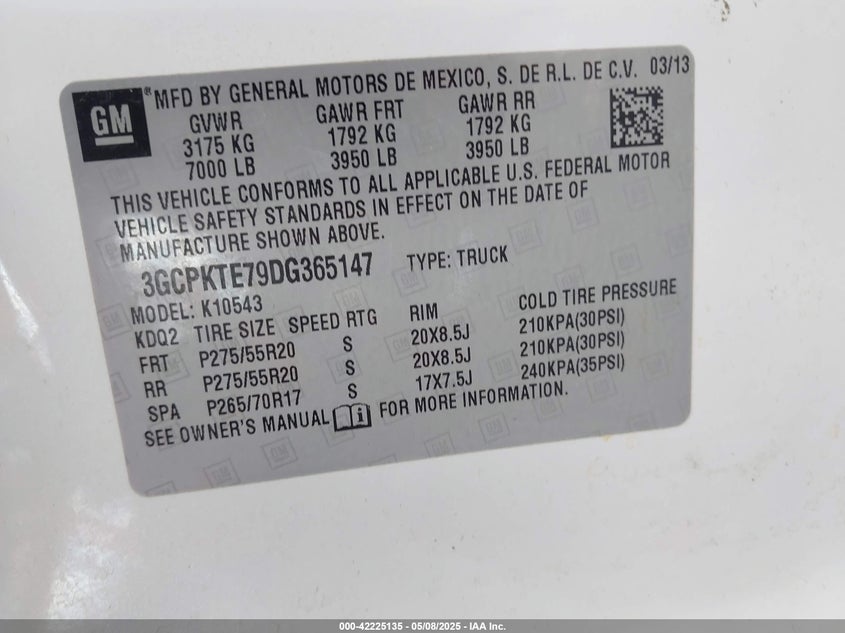 GM
® MFD BY GENERAL MOTORS DE MEXICO, S. DE R.L. DE C.V. 03/13
GVWR GAWR FRT GAWR RR
3175 KG 1792 KG 1792 KG
7000 LB 3950 LB 3950 LB
THIS VEHICLE CONFORMS TO ALL APPLICABLE U.S. FEDERAL MOTOR
VEHICLE SAFETY STANDARDS IN EFFECT ON THE DATE OF
MANUFACTURE SHOWN ABOVE.
3GCPKTE79DG365147 TYPE: TRUCK
MODEL: K10543
KDQ2 TIRE SIZE SPEED RTG RIM COLD TIRE PRESSURE
FRT P275/55R20 S 20X8.5J 210KPA(30PSI)
RR P275/55R20 S 20X8.5J 210KPA(30PSI)
SPA P265/70R17 S 17X7.5J 240KPA(35PSI)
SEE OWNER'S MANUAL i FOR MORE INFORMATION.
000-42225135 - 05/08/2025 - IAA Inc.